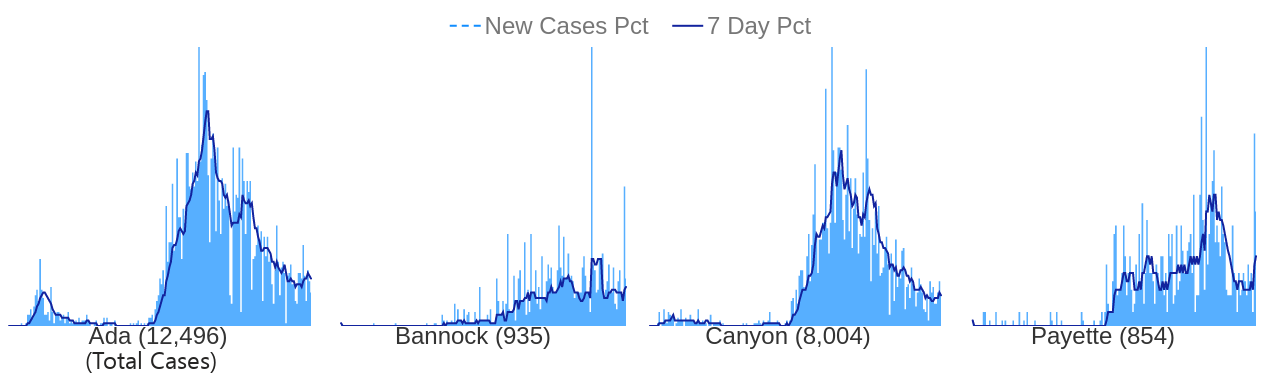 New Cases Pct 7 Day Pct
Ada (12,496) Bannock (935) Canyon (8,004) Payette (854)
(Total Cases)